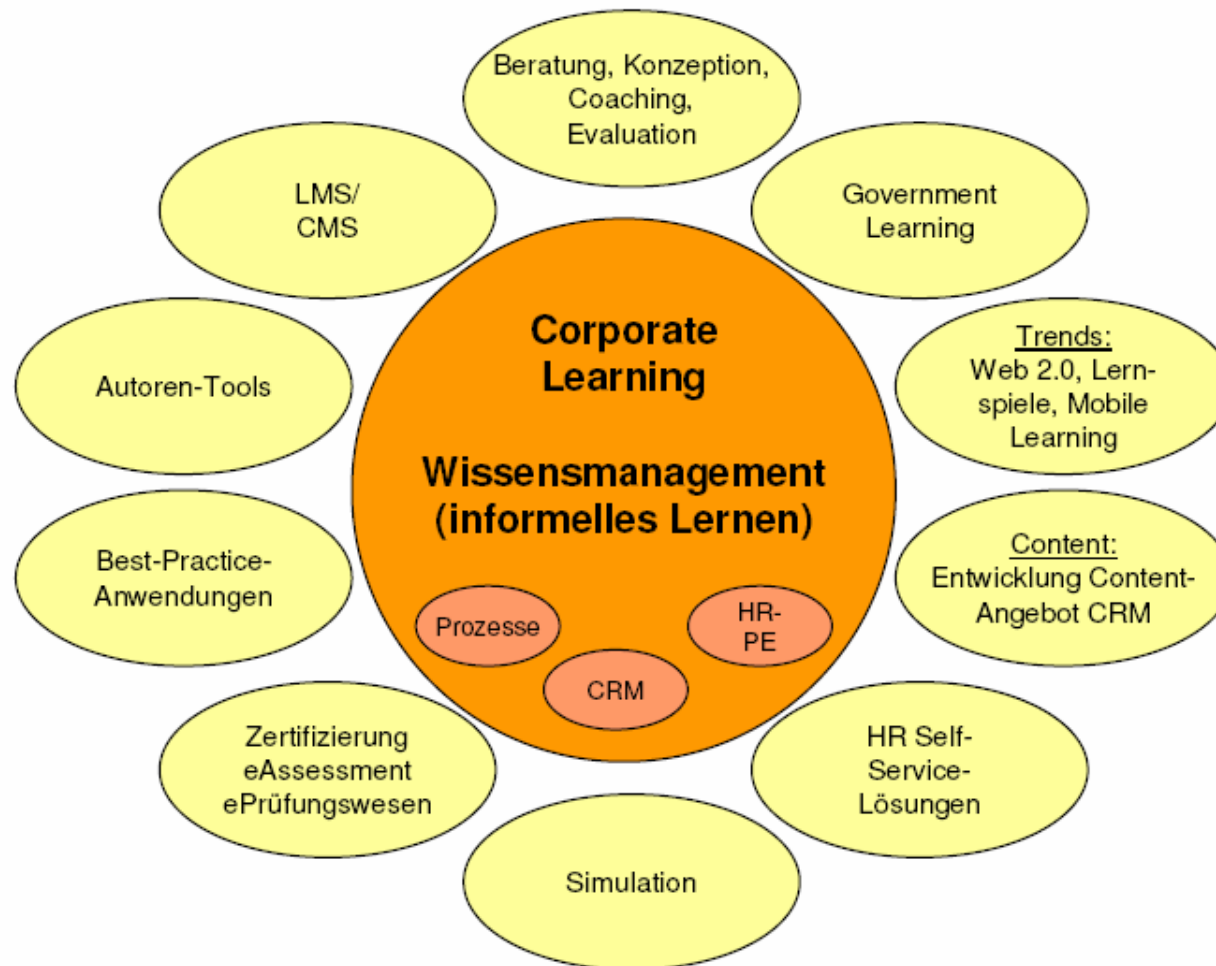 Beratung, Konzeption,
Coaching,
Evaluation
LMS/
CMS
Government
Learning
Corporate
Learning
Wissensmanagement
(informelles Lernen)
Trends:
Web 2.0, Lern-
spiele, Mobile
Learning
Autoren-Tools
Best-Practice-
Anwendungen
Content:
Entwicklung Content-
Angebot CRM
Prozesse
CRM
HR-
PE
Zertifizierung
eAssessment
ePrüfungswesen
HR Self-
Service-
Lösungen
Simulation